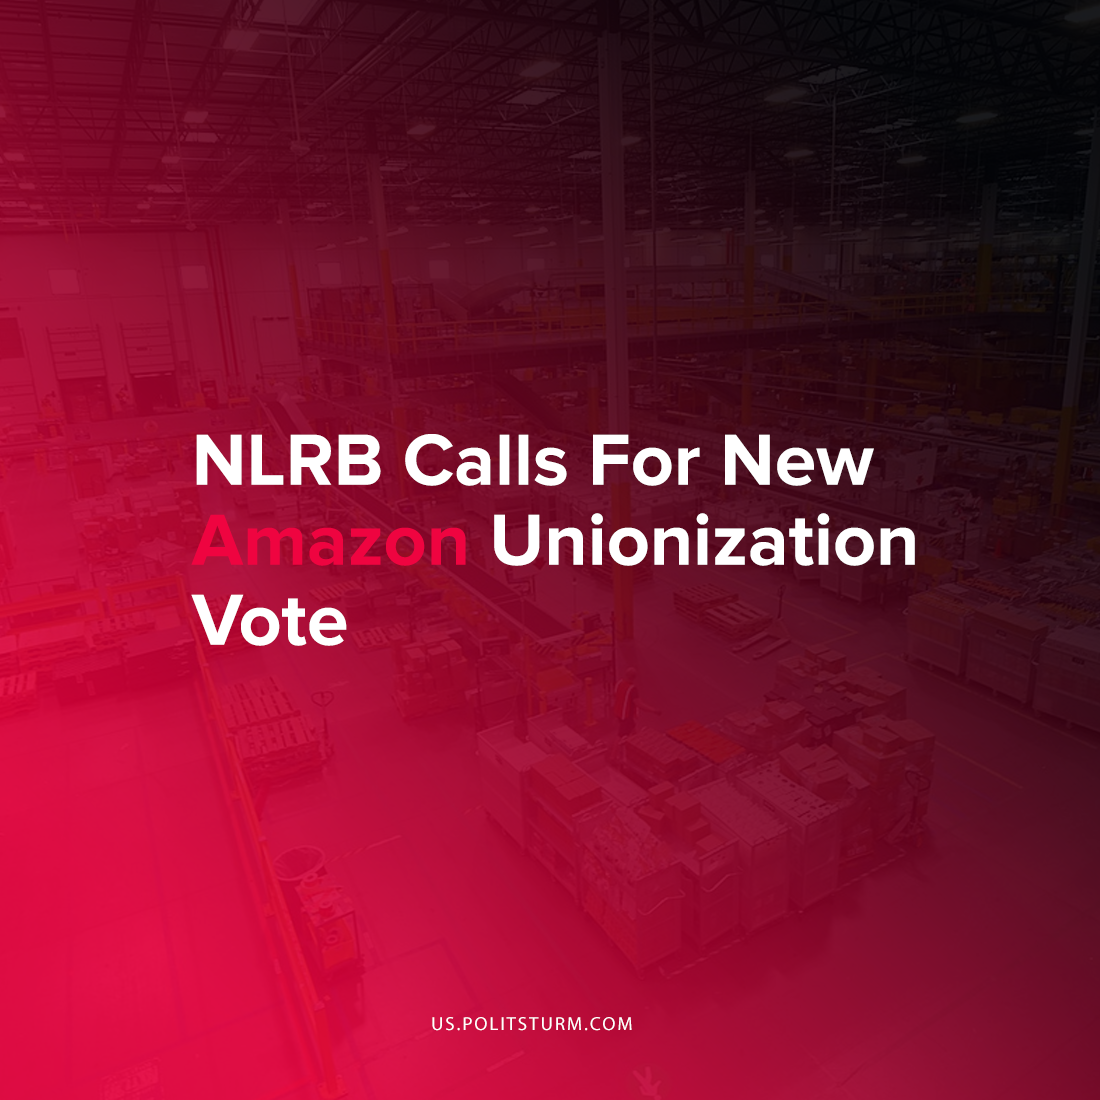 NLRB Calls For New
Amazon Unionization
Vote
US.POLITSTURM.COM